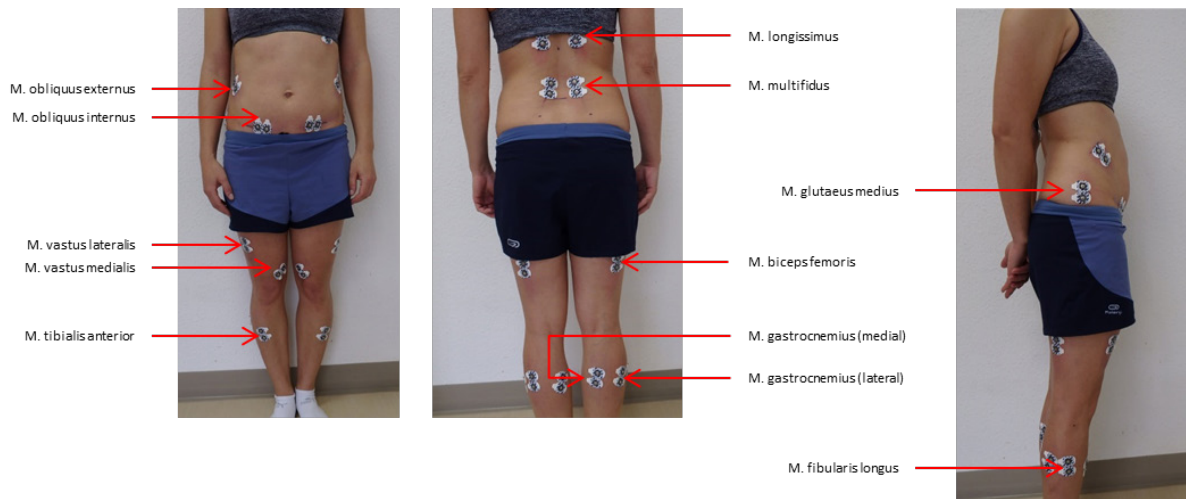 M. obliquus externus
M. obliquus internus
M. vastus lateralis
M. vastus medialis
M. tibialis anterior
M. longissimus
M. multifidus
M. biceps femoris
M. gastrocnemius (medial)
M. gastrocnemius (lateral)
M. glutaeus medius
M. fibularis longus